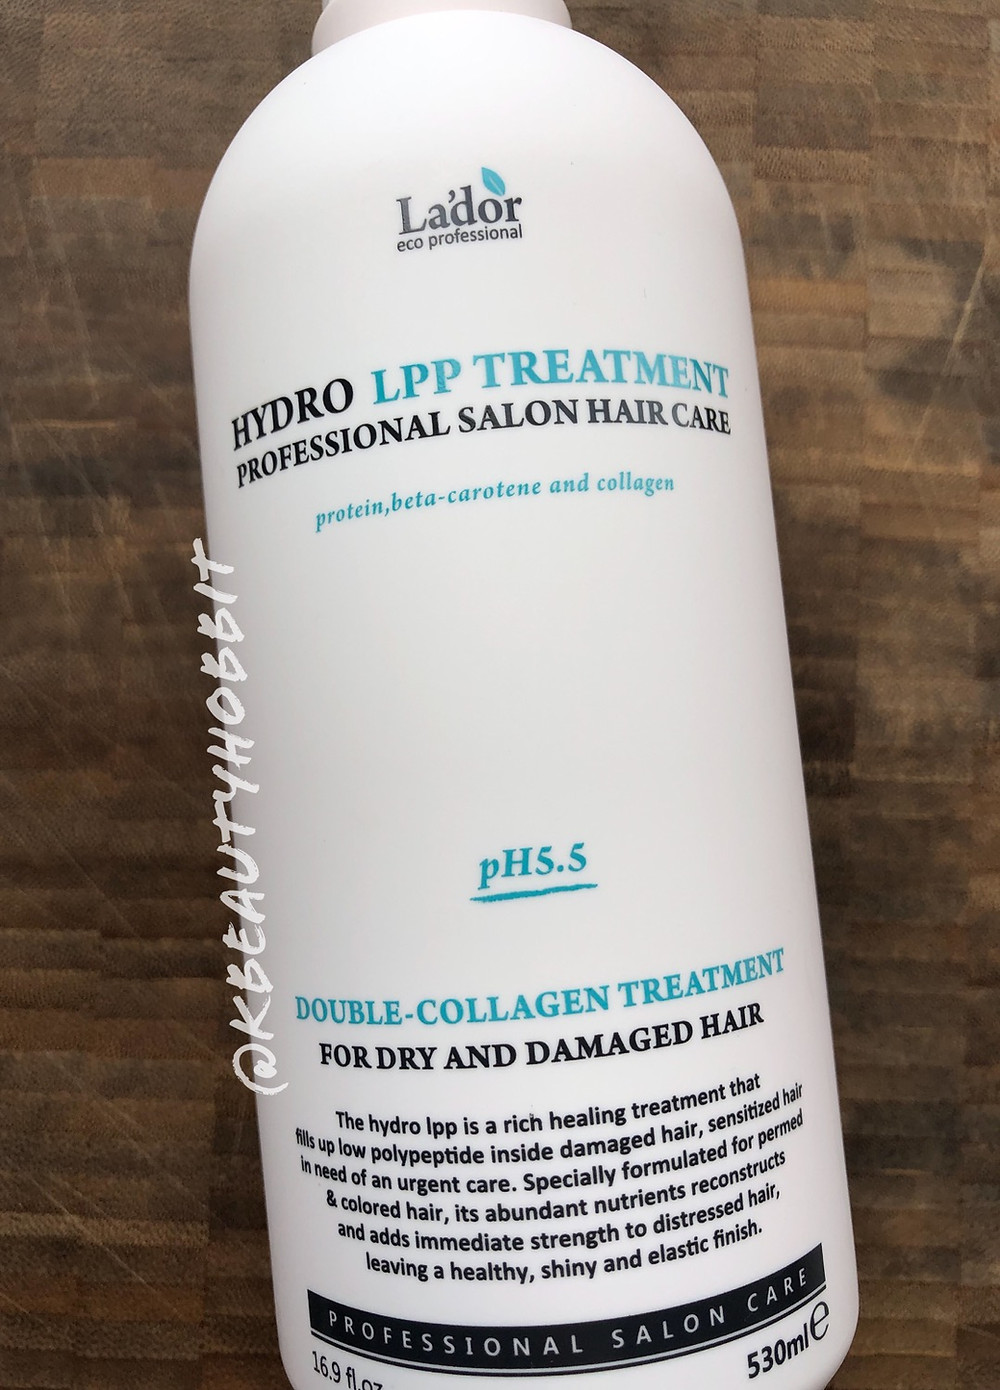 La'dor
eco professional
HYDRO LPP TREATMENT
PROFESSIONAL SALON HAIR CARE
protein,beta-carotene and collagen
@KBEAUTYHOBBIT
pH5.5
DOUBLE-COLLAGEN TREATMENT
FOR DRY AND DAMAGED HAIR
The hydro lpp is a rich healing treatment that
fills up low polypeptide inside damaged hair, sensitized hair
in need of an urgent care. Specially formulated for permed
& colored hair, its abundant nutrients reconstructs
and adds immediate strength to distressed hair,
leaving a healthy, shiny and elastic finish.
PROFESSIONAL SALON CARE
16.9 fl.oz 530ml℮